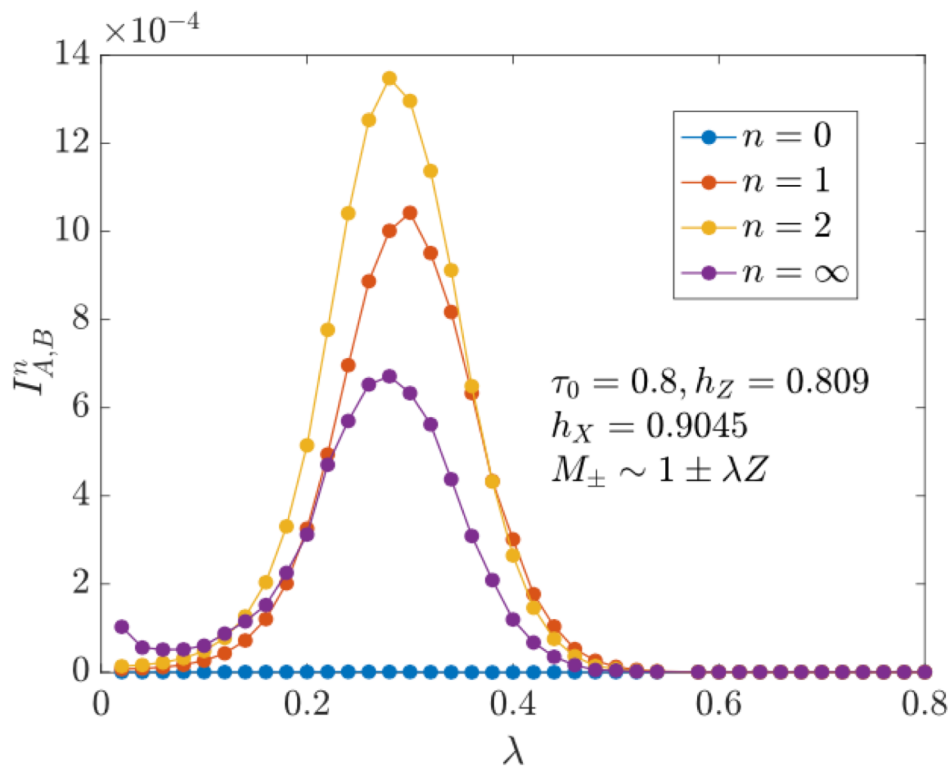 ×10⁻⁴
14
12
10
8
6
4
2
0
I^n_{A,B}
n = 0
n = 1
n = 2
n = ∞
τ₀ = 0.8, h_Z = 0.809
h_X = 0.9045
M_± ∼ 1 ± λZ
0 0.2 0.4 0.6 0.8
λ